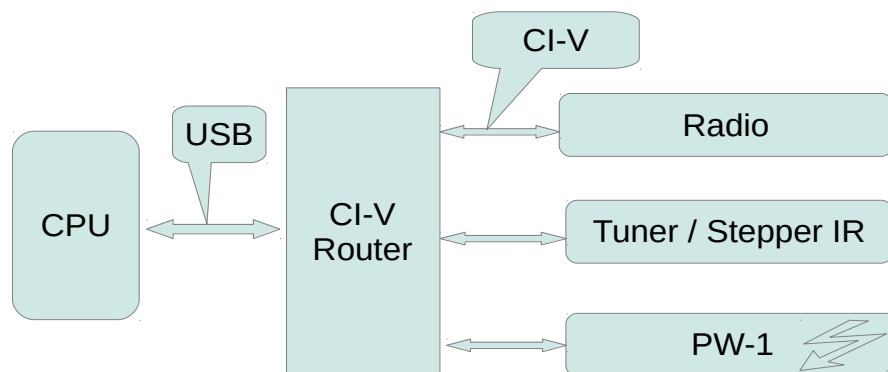 CI-V
USB
Radio
CPU
CI-V
Router
Tuner / Stepper IR
PW-1